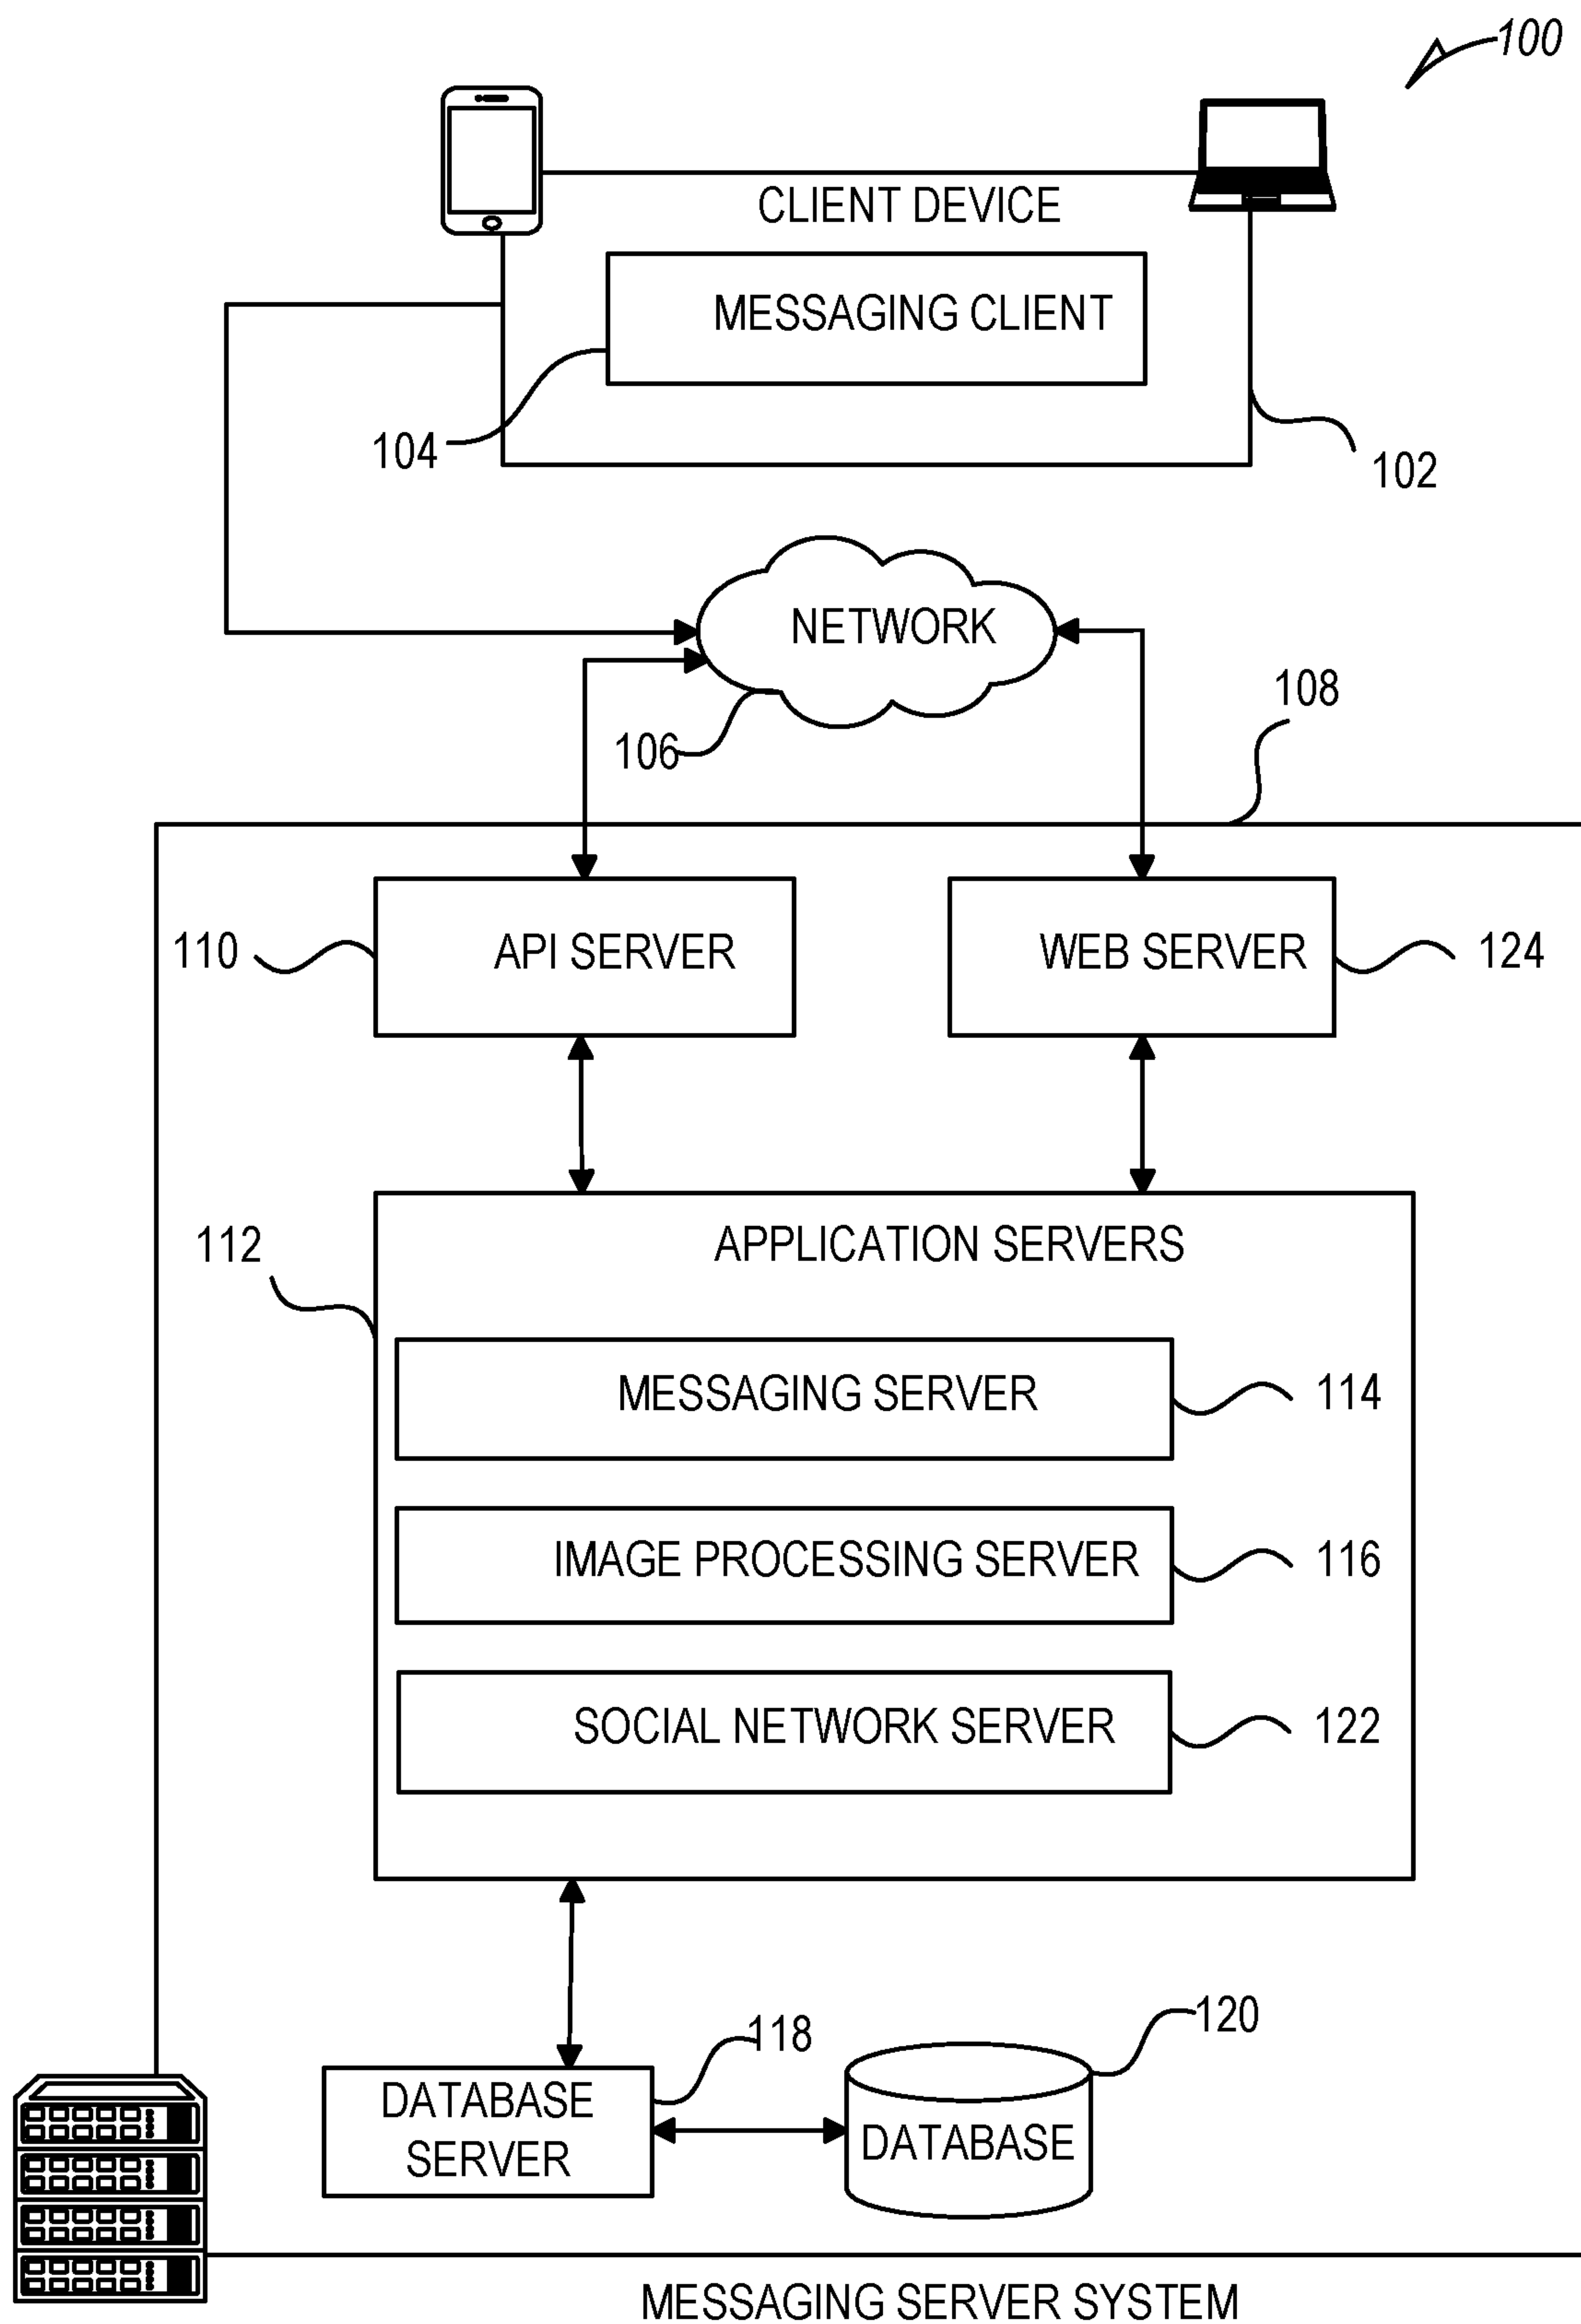 100
CLIENT DEVICE
MESSAGING CLIENT
104
102
NETWORK
106
108
110
API SERVER
WEB SERVER
124
112
APPLICATION SERVERS
MESSAGING SERVER
114
IMAGE PROCESSING SERVER
116
SOCIAL NETWORK SERVER
122
118
120
DATABASE
SERVER
DATABASE
MESSAGING SERVER SYSTEM